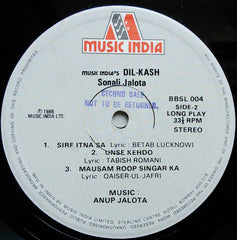 MUSIC INDIA
MUSIC INDIA'S DIL-KASH
Sonali Jalota
SECOND SALE
NOT TO BE RETURNED.
BBSL 004
SIDE-2
LONG PLAY
33⅓ RPM
STEREO
℗ 1986
MUSIC IND. LTD.
1 SIRF ITNA SA Lyric : BETAB LUCKNOWI
2. UNSE KEHDO
Lyric : TABISH ROMANI
3 MAUSAM ROOP SINGAR KA
Lyric : QAISER-UL-JAFRI
MUSIC :
ANUP JALOTA